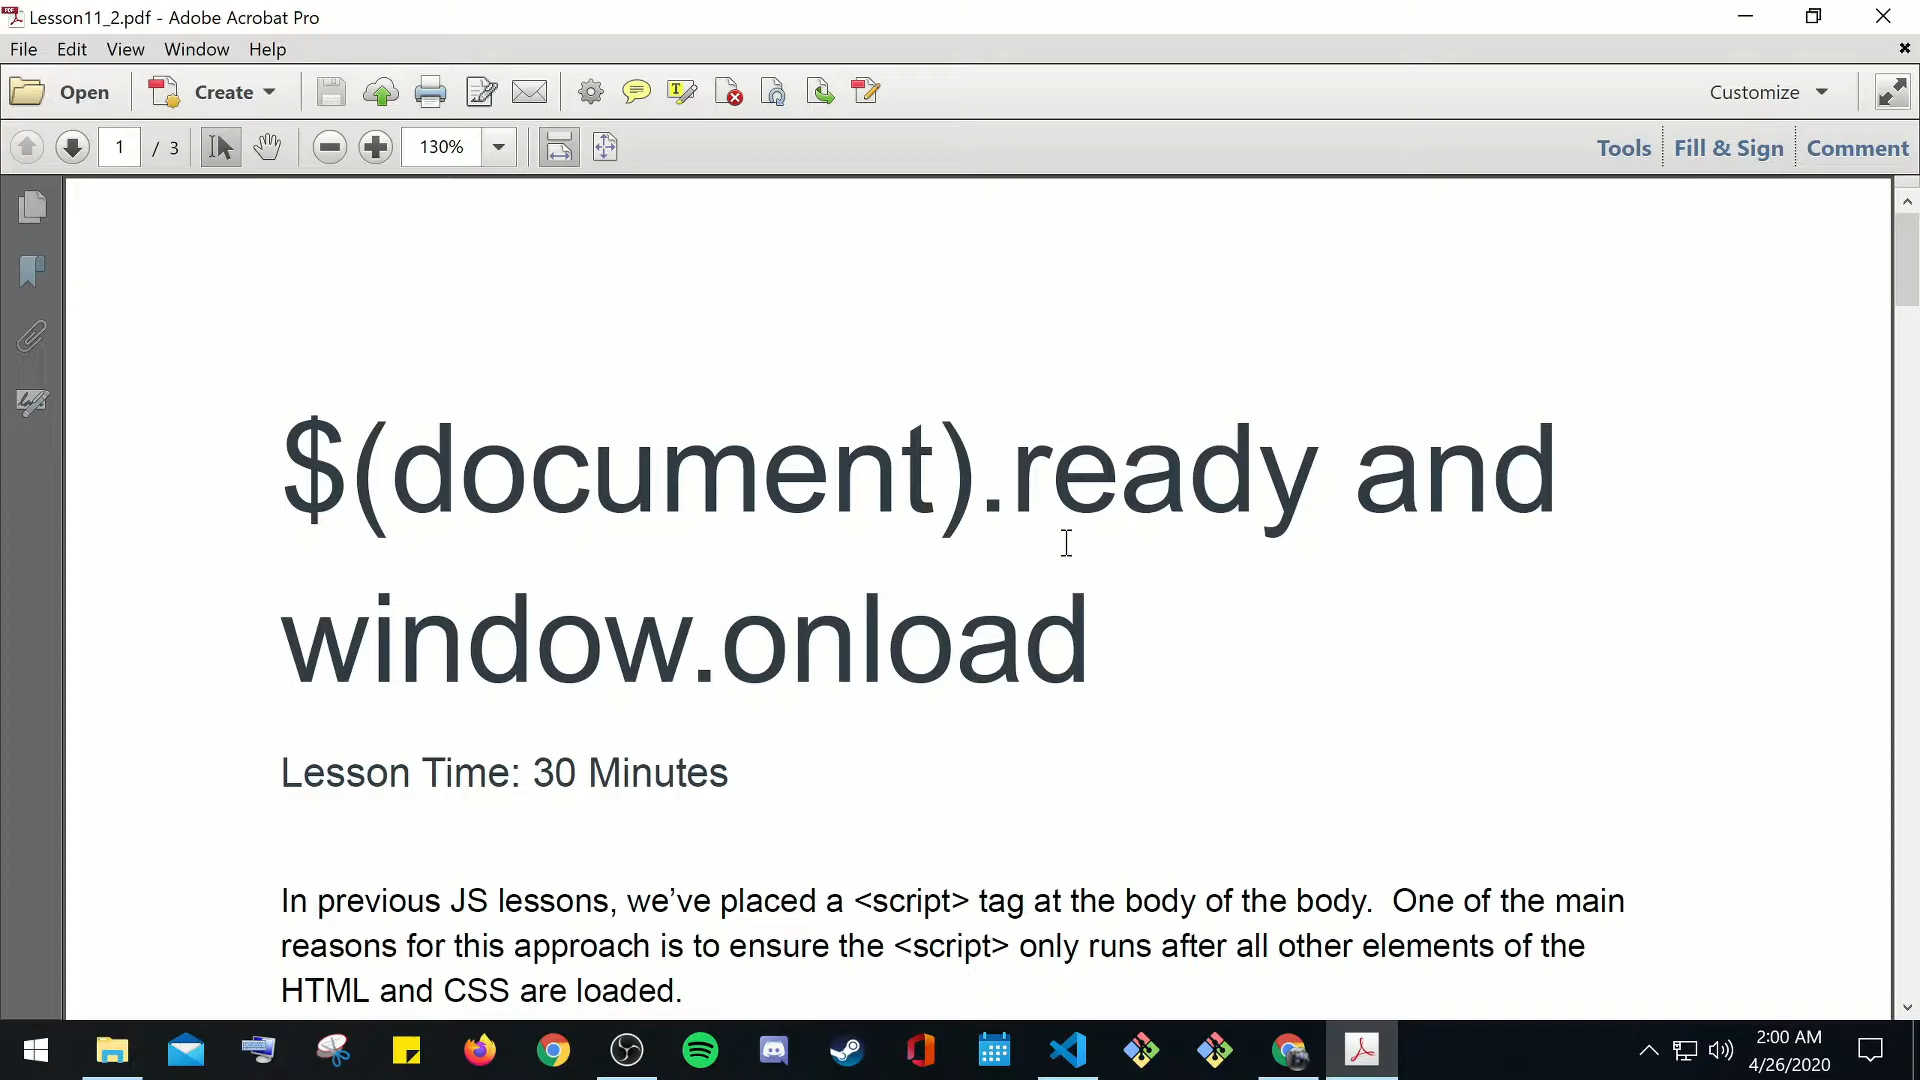 Lesson11_2.pdf - Adobe Acrobat Pro
File Edit View Window Help
Open Create Customize
1 / 3 130% Tools Fill & Sign Comment
$(document).ready and
window.onload
Lesson Time: 30 Minutes
In previous JS lessons, we’ve placed a <script> tag at the body of the body.  One of the main
reasons for this approach is to ensure the <script> only runs after all other elements of the
HTML and CSS are loaded.
2:00 AM
4/26/2020